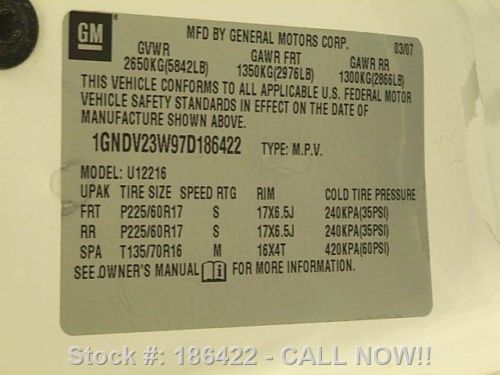 GM
MFD BY GENERAL MOTORS CORP. 03/07
GVWR GAWR FRT GAWR RR
2650KG(5842LB) 1350KG(2976LB) 1300KG(2866LB)
THIS VEHICLE CONFORMS TO ALL APPLICABLE U.S. FEDERAL MOTOR
VEHICLE SAFETY STANDARDS IN EFFECT ON THE DATE OF
MANUFACTURE SHOWN ABOVE.
1GNDV23W97D186422 TYPE: M.P.V.
MODEL: U12216
UPAK TIRE SIZE SPEED RTG RIM COLD TIRE PRESSURE
FRT P225/60R17 S 17X6.5J 240KPA(35PSI)
RR P225/60R17 S 17X6.5J 240KPA(35PSI)
SPA T135/70R16 M 16X4T 420KPA(60PSI)
SEE OWNER'S MANUAL FOR MORE INFORMATION.
Stock #: 186422 - CALL NOW!!